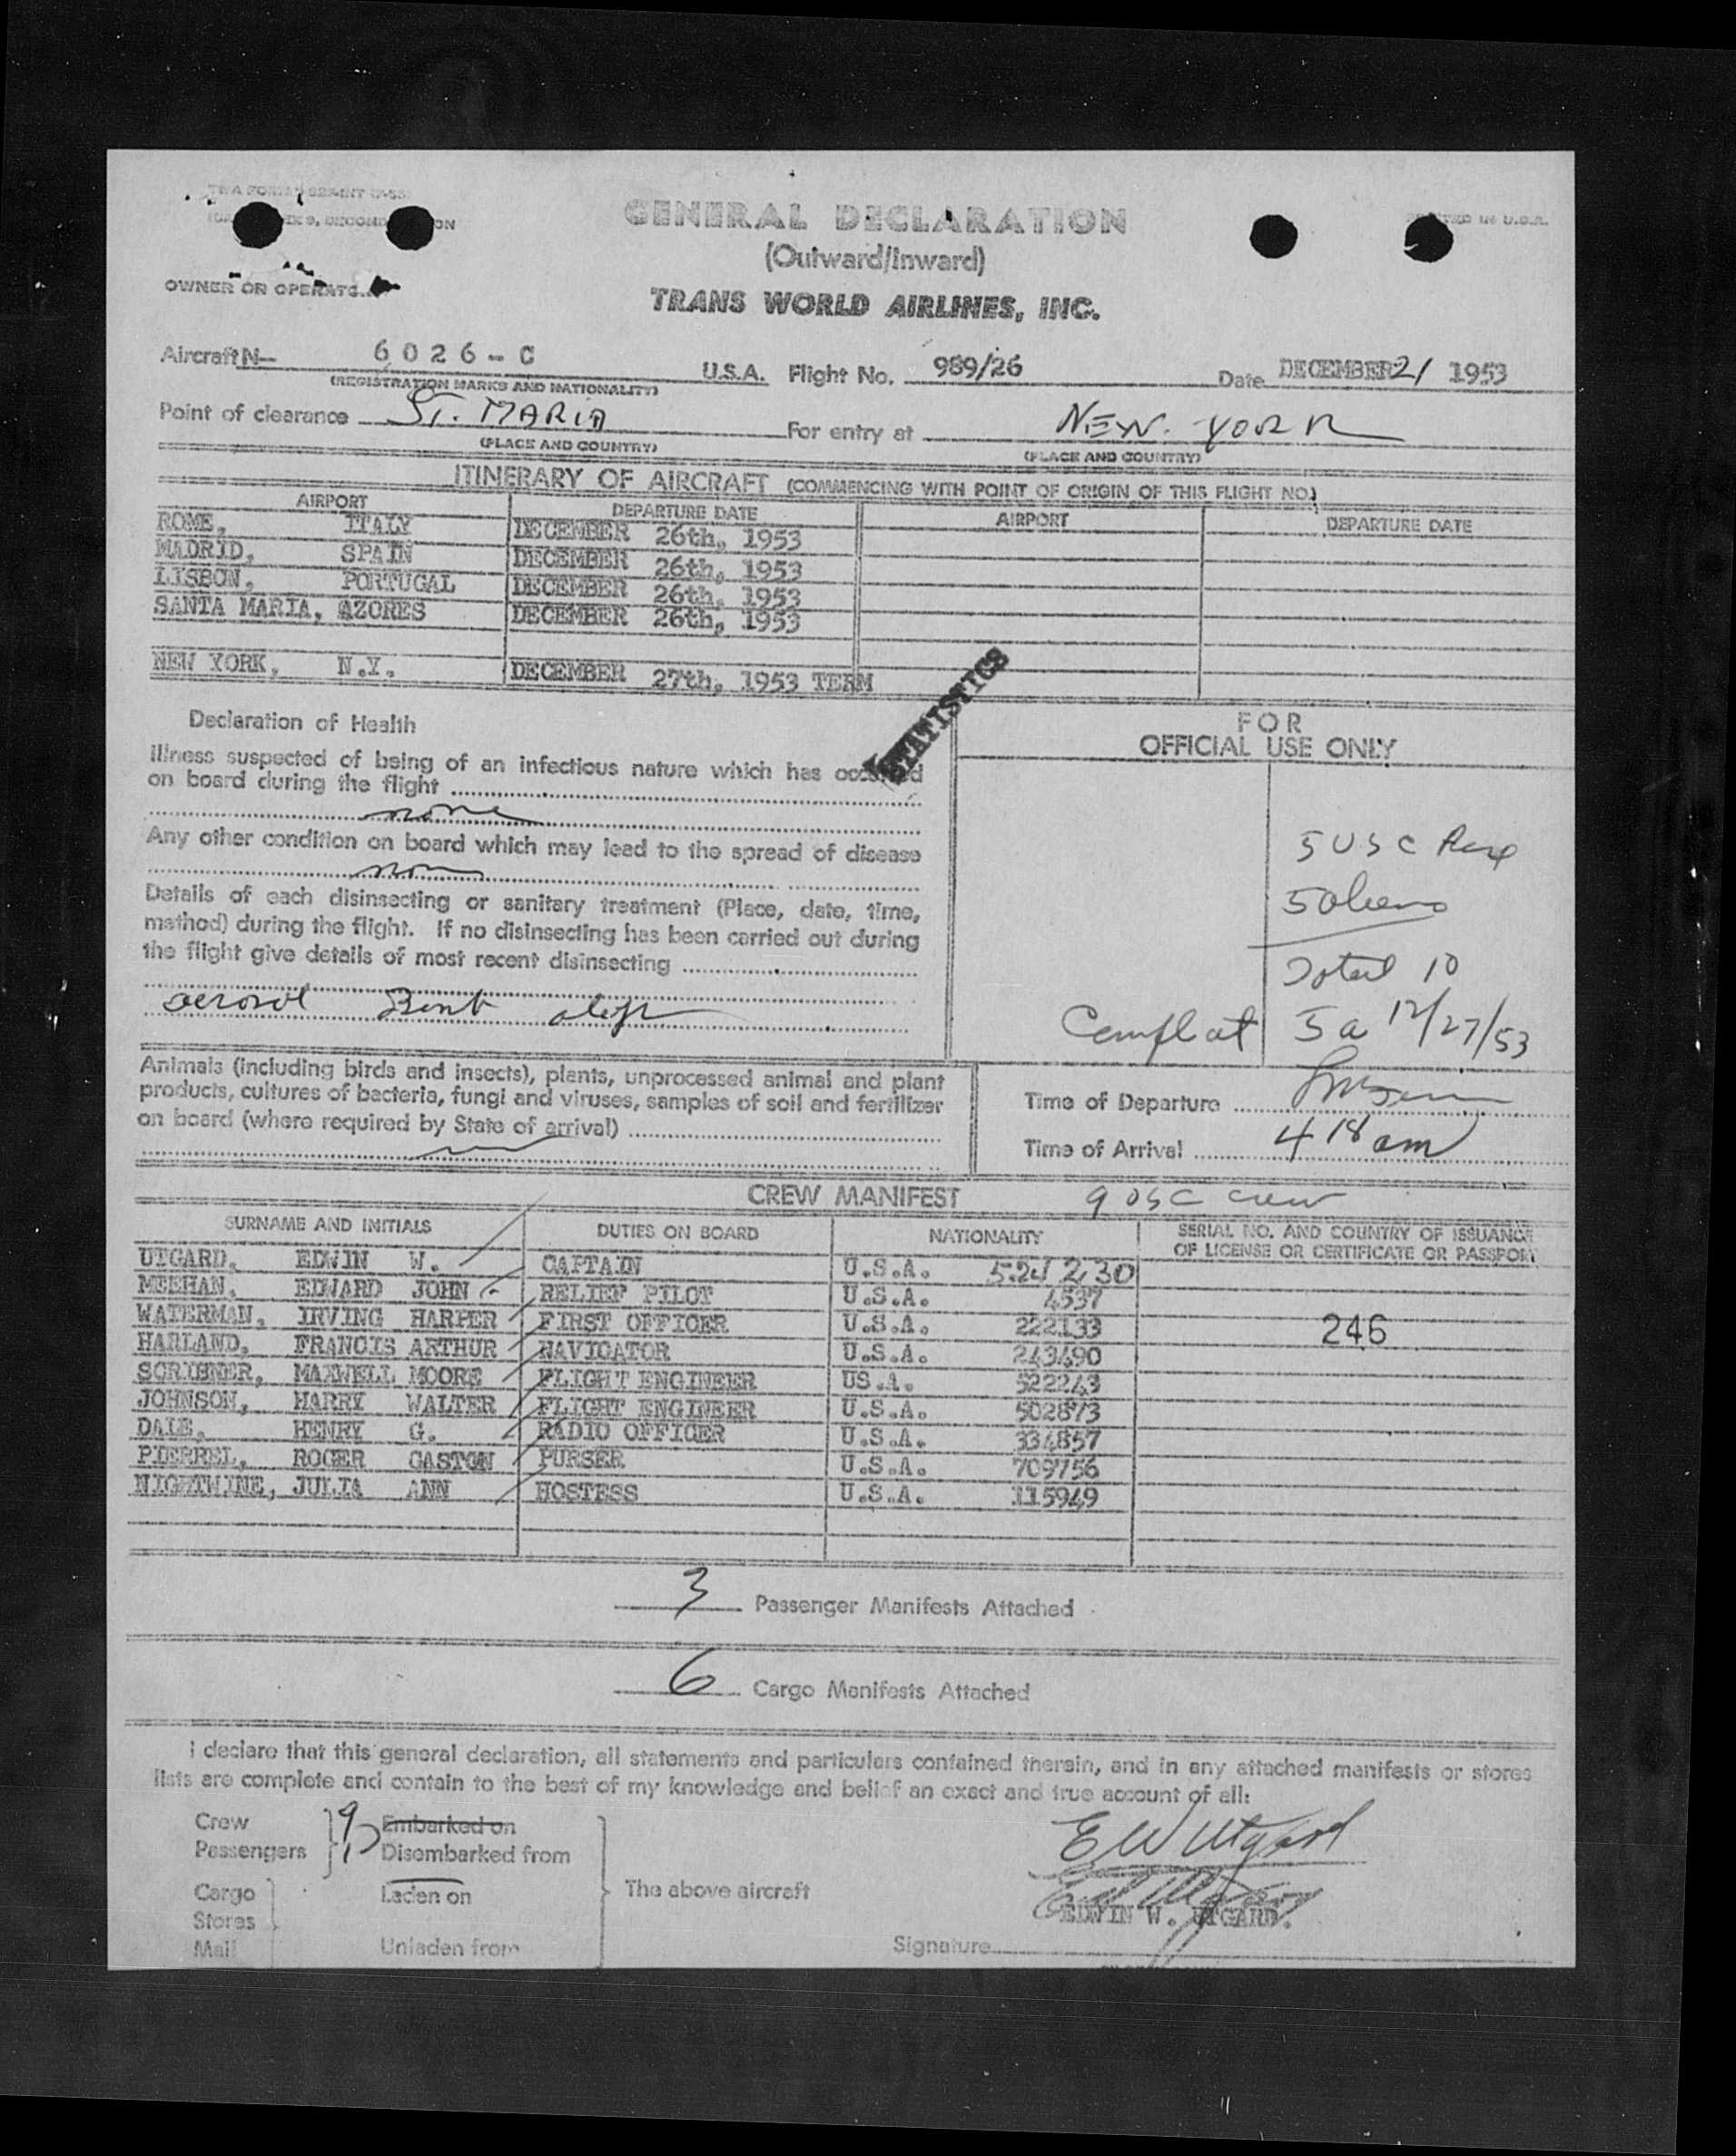 TWA FORM
GENERAL DECLARATION
(Outward/Inward)
OWNER OR OPERATO
TRANS WORLD AIRLINES, INC.
Aircraft N- 6026-C U.S.A. Flight No. 989/26 Date DECEMBER 1953
(REGISTRATION MARKS AND NATIONALITY)
Point of clearance ST. MARIA For entry at NEW YORK
(PLACE AND COUNTRY) (PLACE AND COUNTRY)
ITINERARY OF AIRCRAFT (COMMENCING WITH POINT OF ORIGIN OF THIS FLIGHT NO.)
AIRPORT DEPARTURE DATE AIRPORT DEPARTURE DATE
ROME, ITALY DECEMBER 26th, 1953
MADRID, SPAIN DECEMBER 26th, 1953
LISBON, PORTUGAL DECEMBER 26th, 1953
SANTA MARIA, AZORES DECEMBER 26th, 1953
NEW YORK, N.Y. DECEMBER 27th, 1953 TERM
STATISTICS
Declaration of Health
Illness suspected of being of an infectious nature which has occurred
on board during the flight
none
Any other condition on board which may lead to the spread of disease
non
Details of each disinsecting or sanitary treatment (Place, date, time,
method) during the flight. If no disinsecting has been carried out during
the flight give details of most recent disinsecting
aerosol Bomb
FOR
OFFICIAL USE ONLY
5 USC
5 aliens
Total 10
12/27/53
Animals (including birds and insects), plants, unprocessed animal and plant
products, cultures of bacteria, fungi and viruses, samples of soil and fertilizer
on board (where required by State of arrival)
Time of Departure
Time of Arrival 4 18 am
CREW MANIFEST 9 USC crew
SURNAME AND INITIALS DUTIES ON BOARD NATIONALITY SERIAL NO. AND COUNTRY OF ISSUANCE
OF LICENSE OR CERTIFICATE OR PASSPORT
UTGARD, EDWIN W. CAPTAIN U.S.A.
MEEHAN, EDWARD JOHN RELIEF PILOT U.S.A. 4537
WATERMAN, IRVING HARPER FIRST OFFICER U.S.A. 222133
246
HARLAND, FRANCIS ARTHUR NAVIGATOR U.S.A. 243490
SCRIBNER, MAXWELL MOORE FLIGHT ENGINEER US.A. 522243
JOHNSON, HARRY WALTER FLIGHT ENGINEER U.S.A. 502873
DALE, HENRY G. RADIO OFFICER U.S.A. 334857
PIERREL, ROGER GASTON PURSER U.S.A. 709756
NIGHTWINE, JULIA ANN HOSTESS U.S.A. 115949
3 Passenger Manifests Attached
6 Cargo Manifests Attached
I declare that this general declaration, all statements and particulars contained therein, and in any attached manifests or stores
lists are complete and contain to the best of my knowledge and belief an exact and true account of all:
Crew 9 Embarked on
Passengers Disembarked from
Cargo Laden on The above aircraft
Stores
Mail Unladen from
E W Utgard
EDWIN W. UTGARD.
Signature